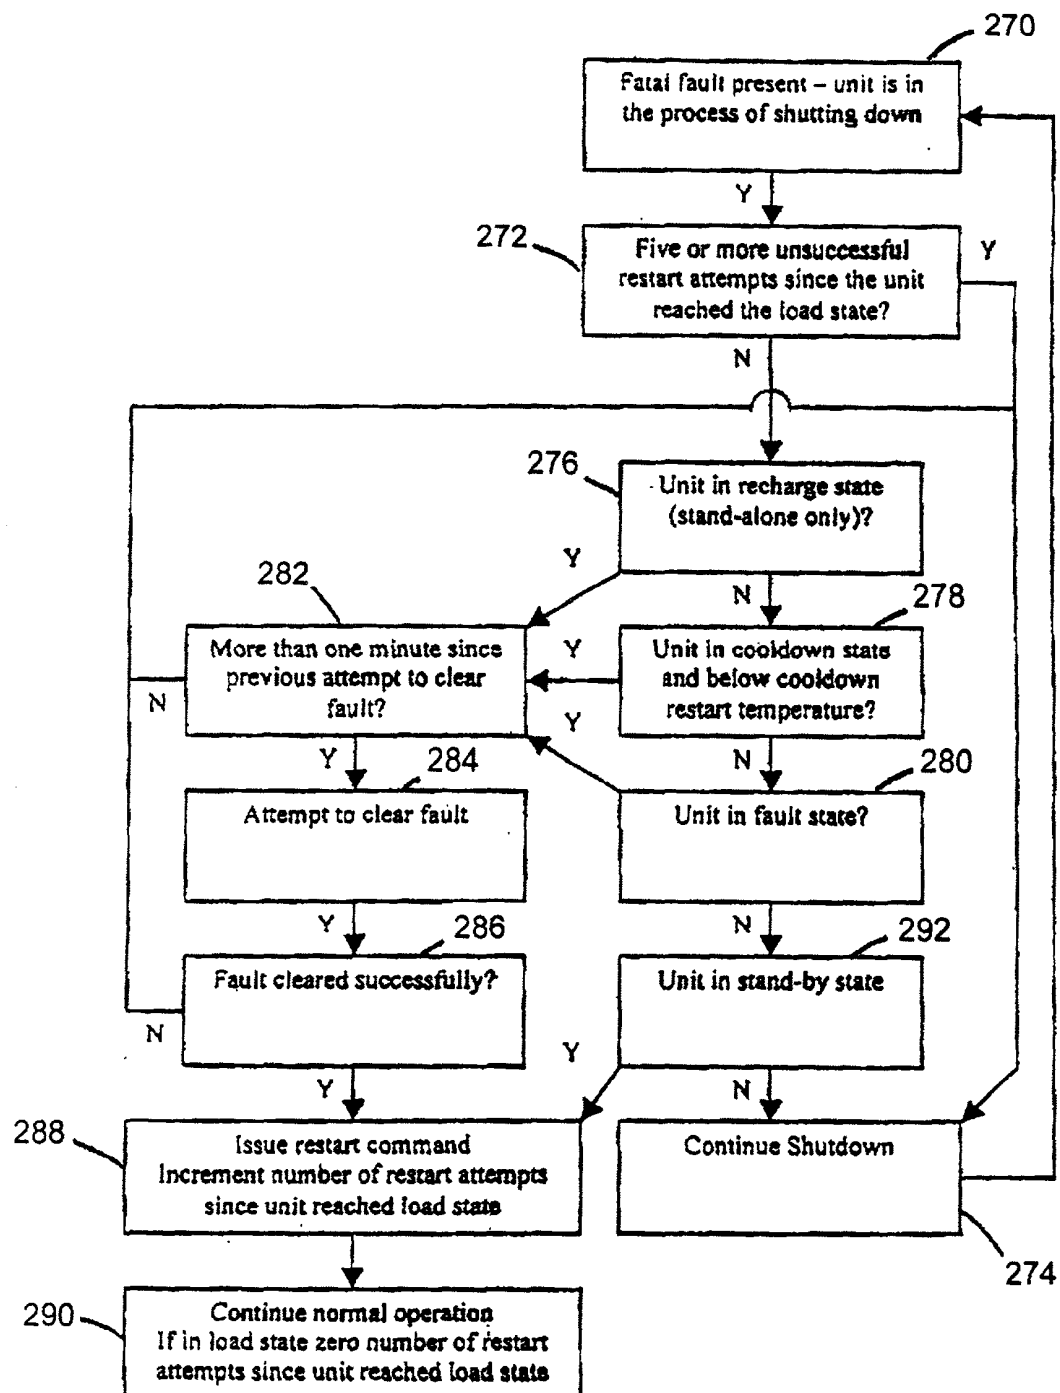 270
Fatal fault present – unit is in
the process of shutting down
Y
272
Five or more unsuccessful
restart attempts since the unit
reached the load state?
Y
N
276
Unit in recharge state
(stand-alone only)?
Y
N
282
278
More than one minute since
previous attempt to clear
fault?
Y
Unit in cooldown state
and below cooldown
restart temperature?
N
Y
Y
N
284
280
Attempt to clear fault
Unit in fault state?
Y
N
286
292
Fault cleared successfully?
Unit in stand-by state
N
Y
Y
N
288
Issue restart command
Increment number of restart attempts
since unit reached load state
Continue Shutdown
274
290
Continue normal operation
If in load state zero number of restart
attempts since unit reached load state